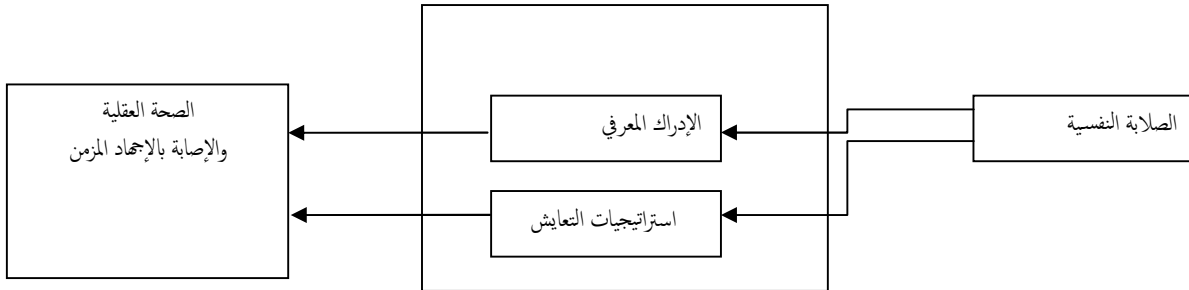 الصلابة النفسية
الإدراك المعرفي
استراتيجيات التعايش
الصحة العقلية
والإصابة بالإجهاد المزمن